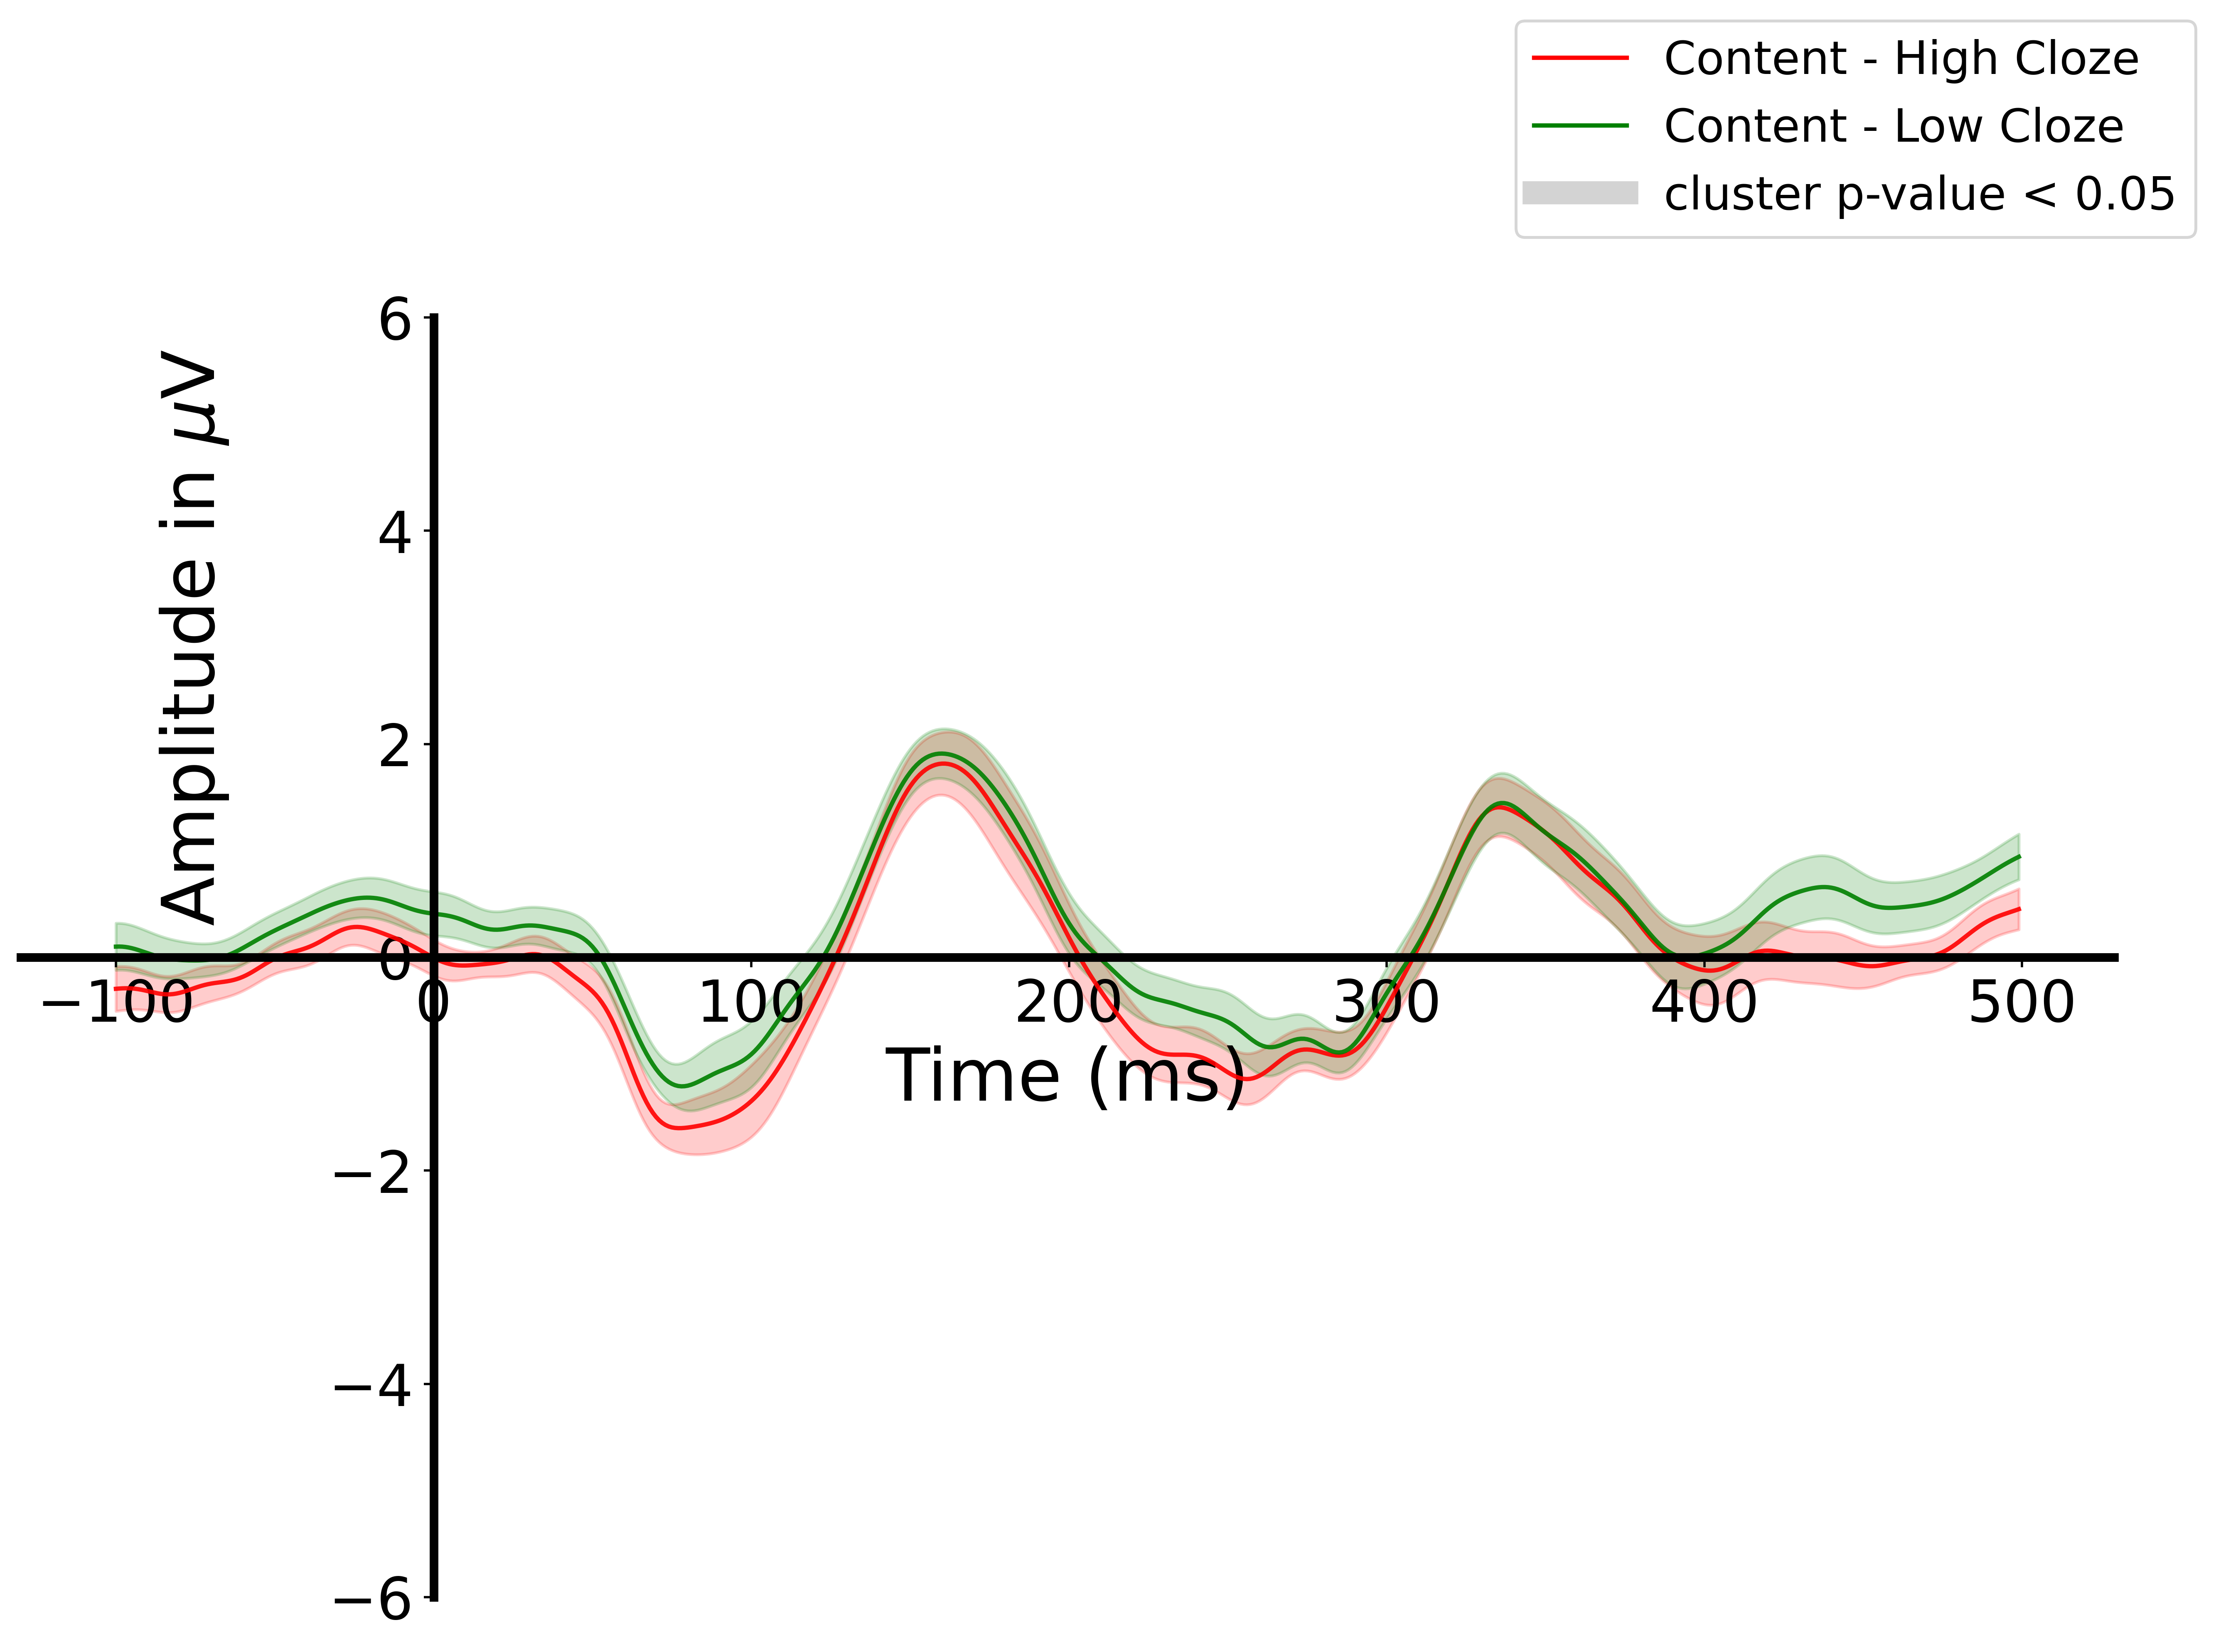 Content - High Cloze
Content - Low Cloze
cluster p-value < 0.05
Amplitude in μV
6
4
2
0
−2
−4
−6
−100
0
100
200
300
400
500
Time (ms)